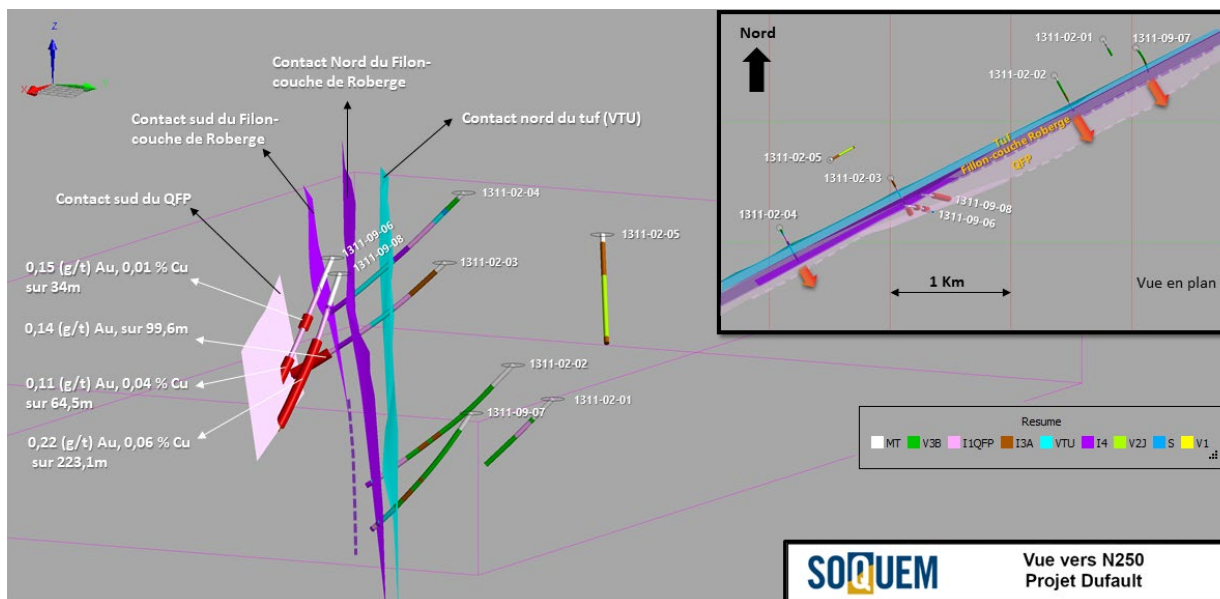 Z
X
Y
Contact Nord du Filon-
couche de Roberge
Contact sud du Filon-
couche de Roberge
Contact nord du tuf (VTU)
Contact sud du QFP
1311-02-04
1311-09-06
1311-09-08
1311-02-03
1311-02-05
0,15 (g/t) Au, 0,01 % Cu
sur 34m
0,14 (g/t) Au, sur 99,6m
0,11 (g/t) Au, 0,04 % Cu
sur 64,5m
0,22 (g/t) Au, 0,06 % Cu
sur 223,1m
1311-02-02
1311-02-01
1311-09-07
Nord
1311-02-01
1311-09-07
1311-02-02
Tuf
Fillon-couche Roberge
QFP
1311-02-05
1311-02-03
1311-09-08
1311-09-06
1311-02-04
1 Km
Vue en plan
Resume
MT V3B I1QFP I3A VTU I4 V2J S V1
SOQUEM
Vue vers N250
Projet Dufault